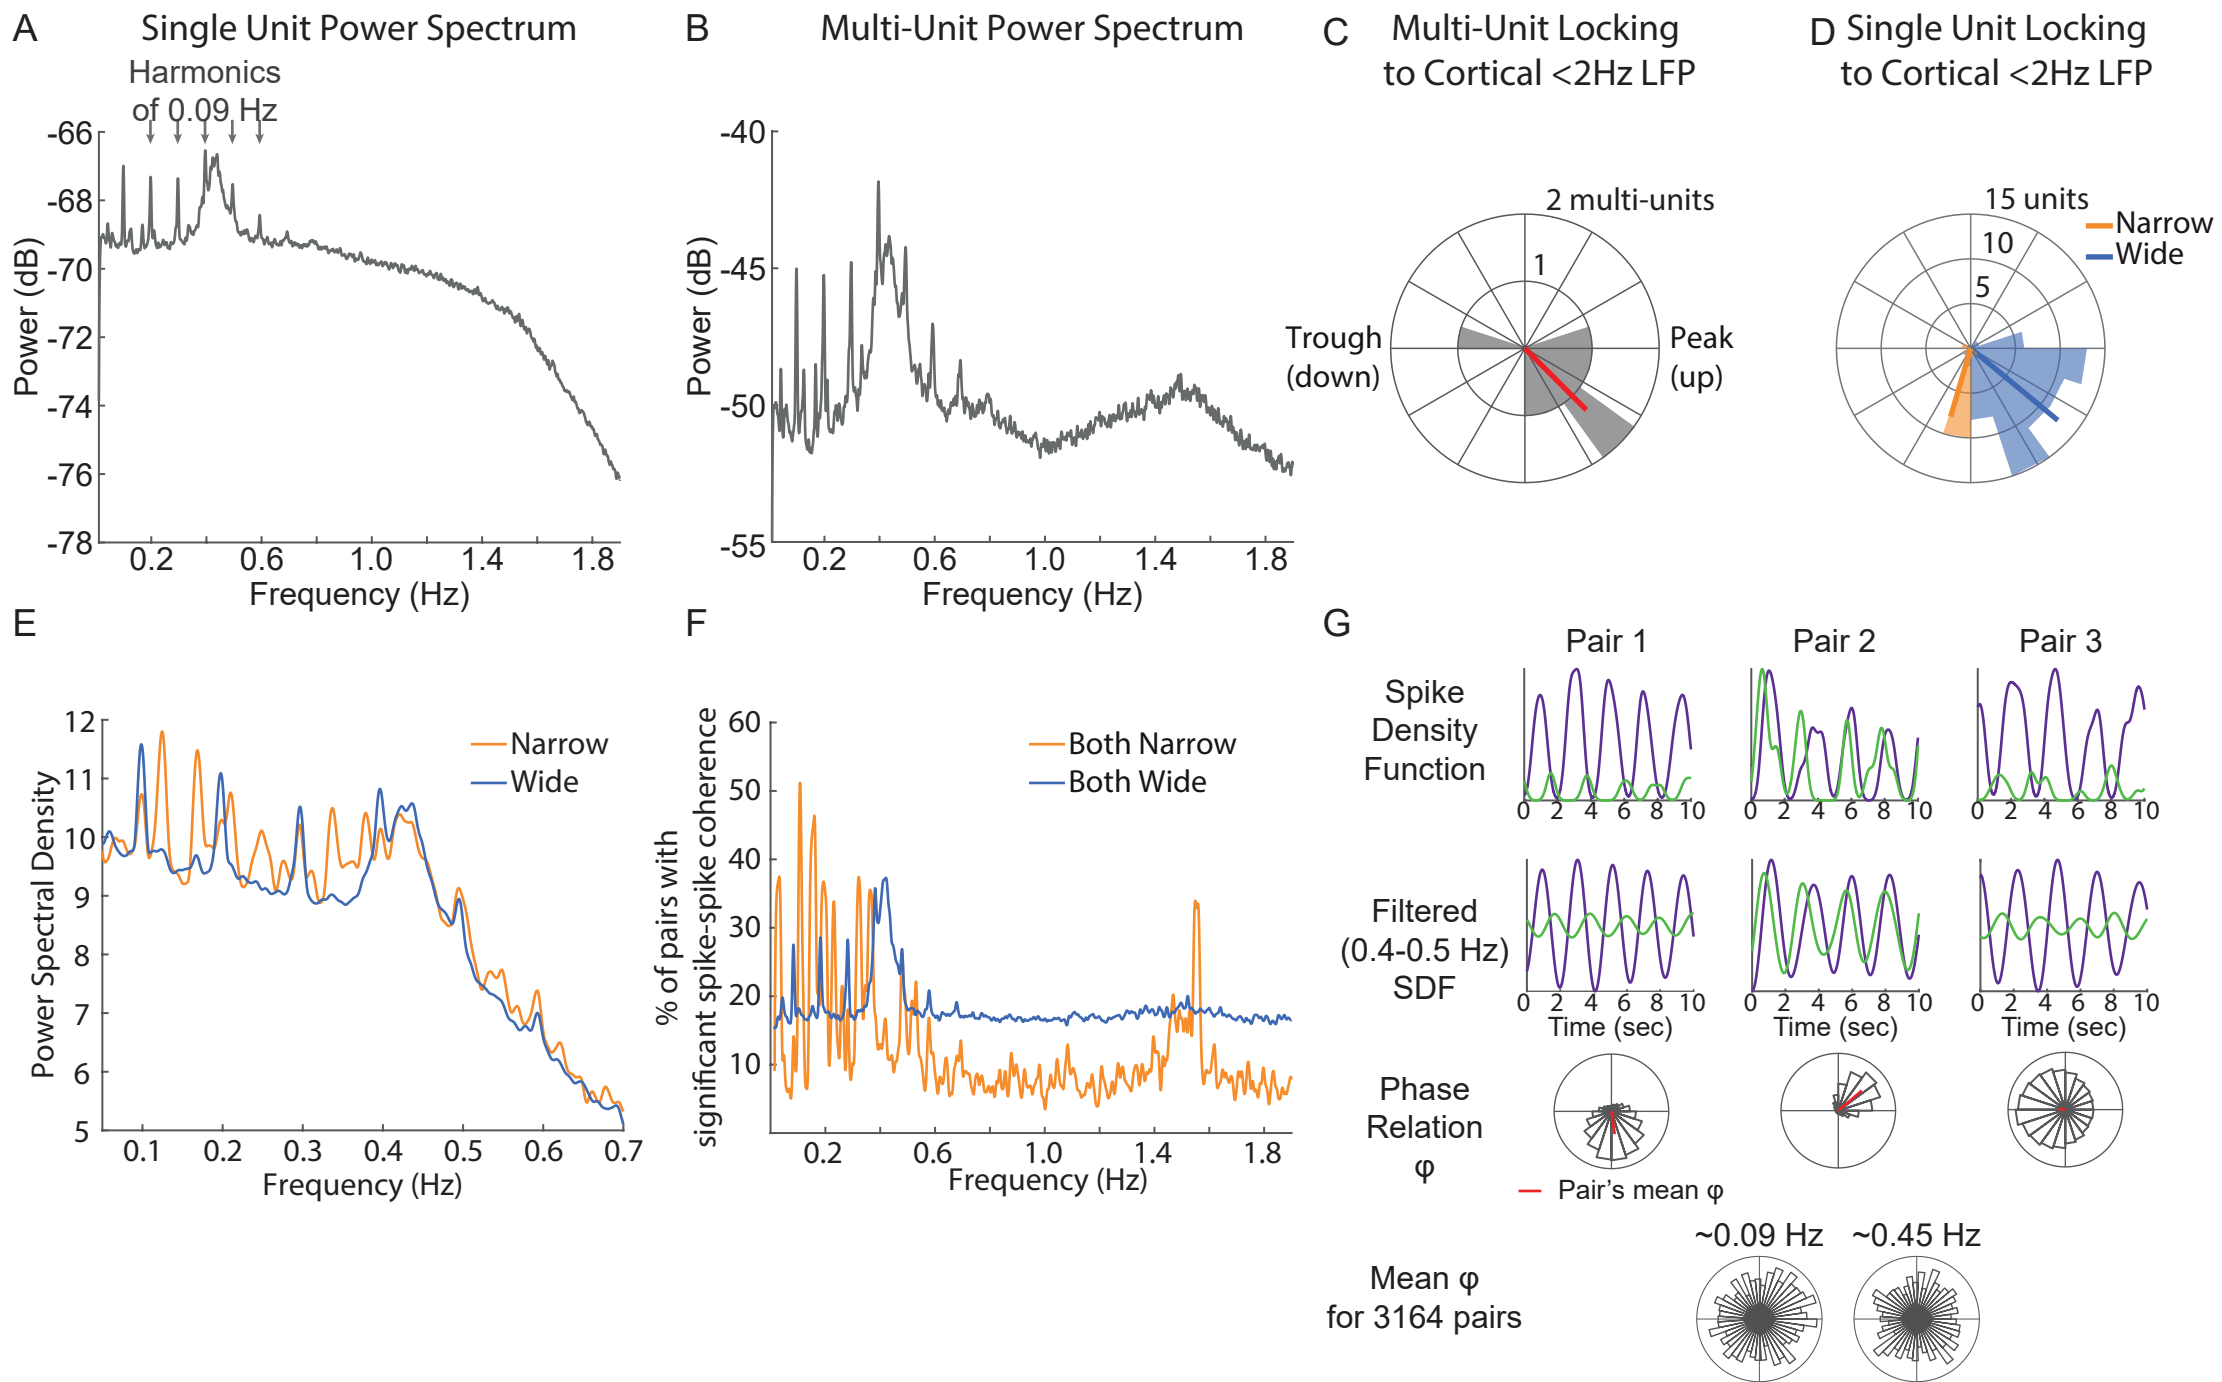 A
Single Unit Power Spectrum
Harmonics
of 0.09 Hz
-66
-68
-70
-72
-74
-76
-78
Power (dB)
0.2 0.6 1.0 1.4 1.8
Frequency (Hz)
B
Multi-Unit Power Spectrum
-40
-45
-50
-55
Power (dB)
0.2 0.6 1.0 1.4 1.8
Frequency (Hz)
C
Multi-Unit Locking
to Cortical <2Hz LFP
2 multi-units
1
Trough
(down)
Peak
(up)
D
Single Unit Locking
to Cortical <2Hz LFP
15 units
10
5
Narrow
Wide
E
12
11
10
9
8
7
6
5
Power Spectral Density
Narrow
Wide
0.1 0.2 0.3 0.4 0.5 0.6 0.7
Frequency (Hz)
F
60
50
40
30
20
10
% of pairs with
significant spike-spike coherence
Both Narrow
Both Wide
0.2 0.6 1.0 1.4 1.8
Frequency (Hz)
G
Pair 1 Pair 2 Pair 3
Spike
Density
Function
0 2 4 6 8 10
0 2 4 6 8 10
0 2 4 6 8 10
Filtered
(0.4-0.5 Hz)
SDF
0 2 4 6 8 10
0 2 4 6 8 10
0 2 4 6 8 10
Time (sec) Time (sec) Time (sec)
Phase
Relation
φ
Pair's mean φ
~0.09 Hz ~0.45 Hz
Mean φ
for 3164 pairs